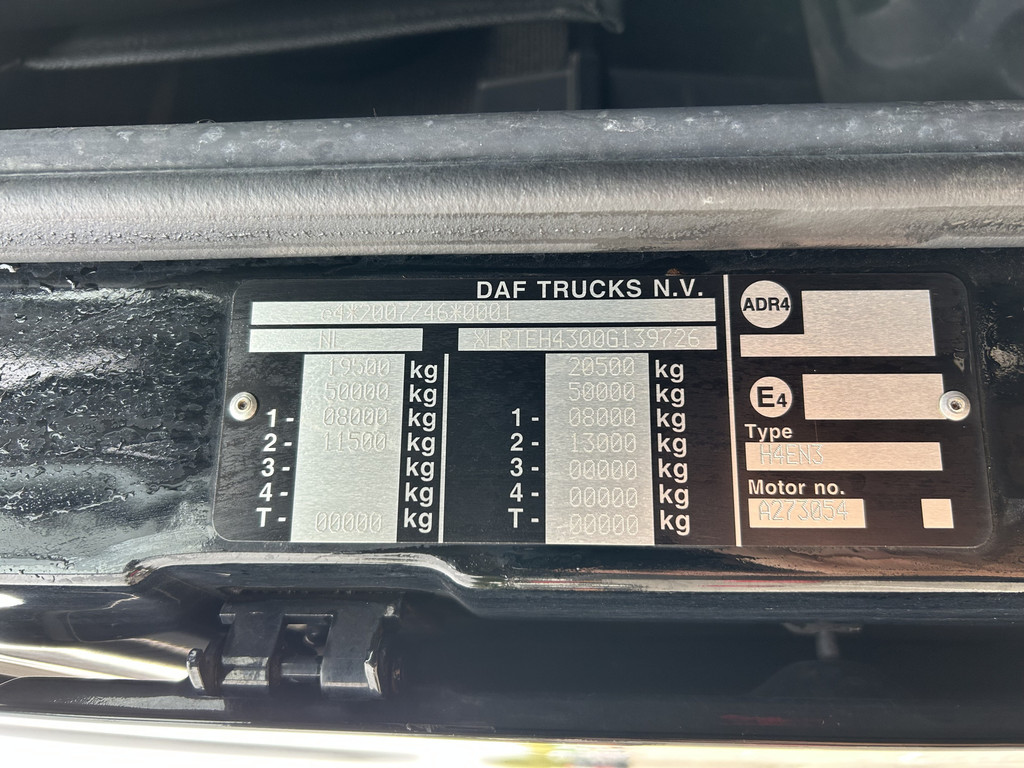 DAF TRUCKS N.V.
e4*2007/46*0001
NL XLRTEH4300G139726
19500 kg 20500 kg
50000 kg 50000 kg
1- 08000 kg 1- 08000 kg
2- 11500 kg 2- 13000 kg
3- kg 3- 00000 kg
4- kg 4- 00000 kg
T- 00000 kg T- 00000 kg
ADR4
E4
Type
H4EN3
Motor no.
A273054